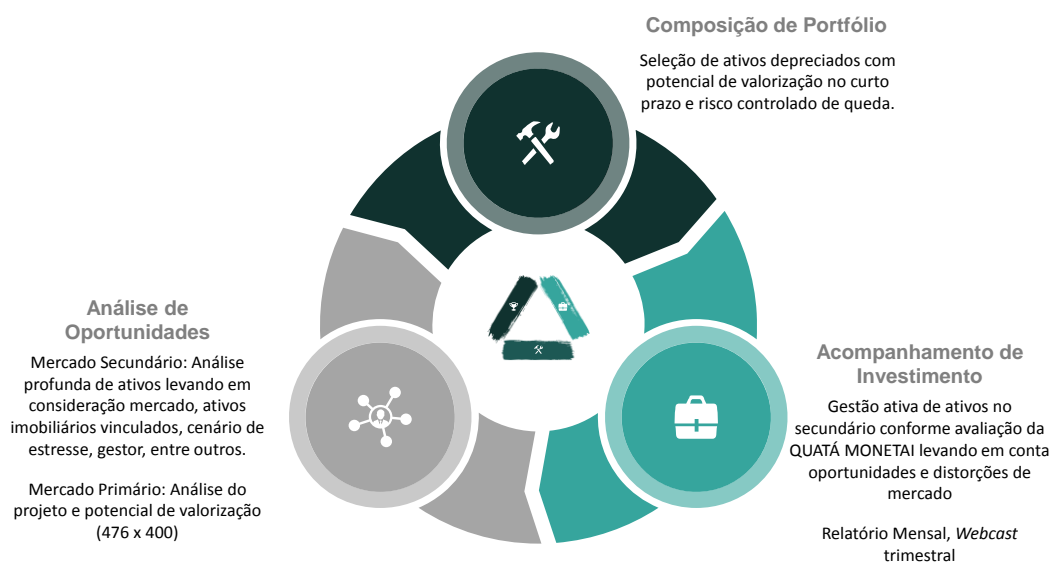 Composição de Portfólio
Seleção de ativos depreciados com
potencial de valorização no curto
prazo e risco controlado de queda.
Análise de
Oportunidades
Mercado Secundário: Análise
profunda de ativos levando em
consideração mercado, ativos
imobiliários vinculados, cenário de
estresse, gestor, entre outros.
Mercado Primário: Análise do
projeto e potencial de valorização
(476 x 400)
Acompanhamento de
Investimento
Gestão ativa de ativos no
secundário conforme avaliação da
QUATÁ MONETAI levando em conta
oportunidades e distorções de
mercado
Relatório Mensal, Webcast
trimestral